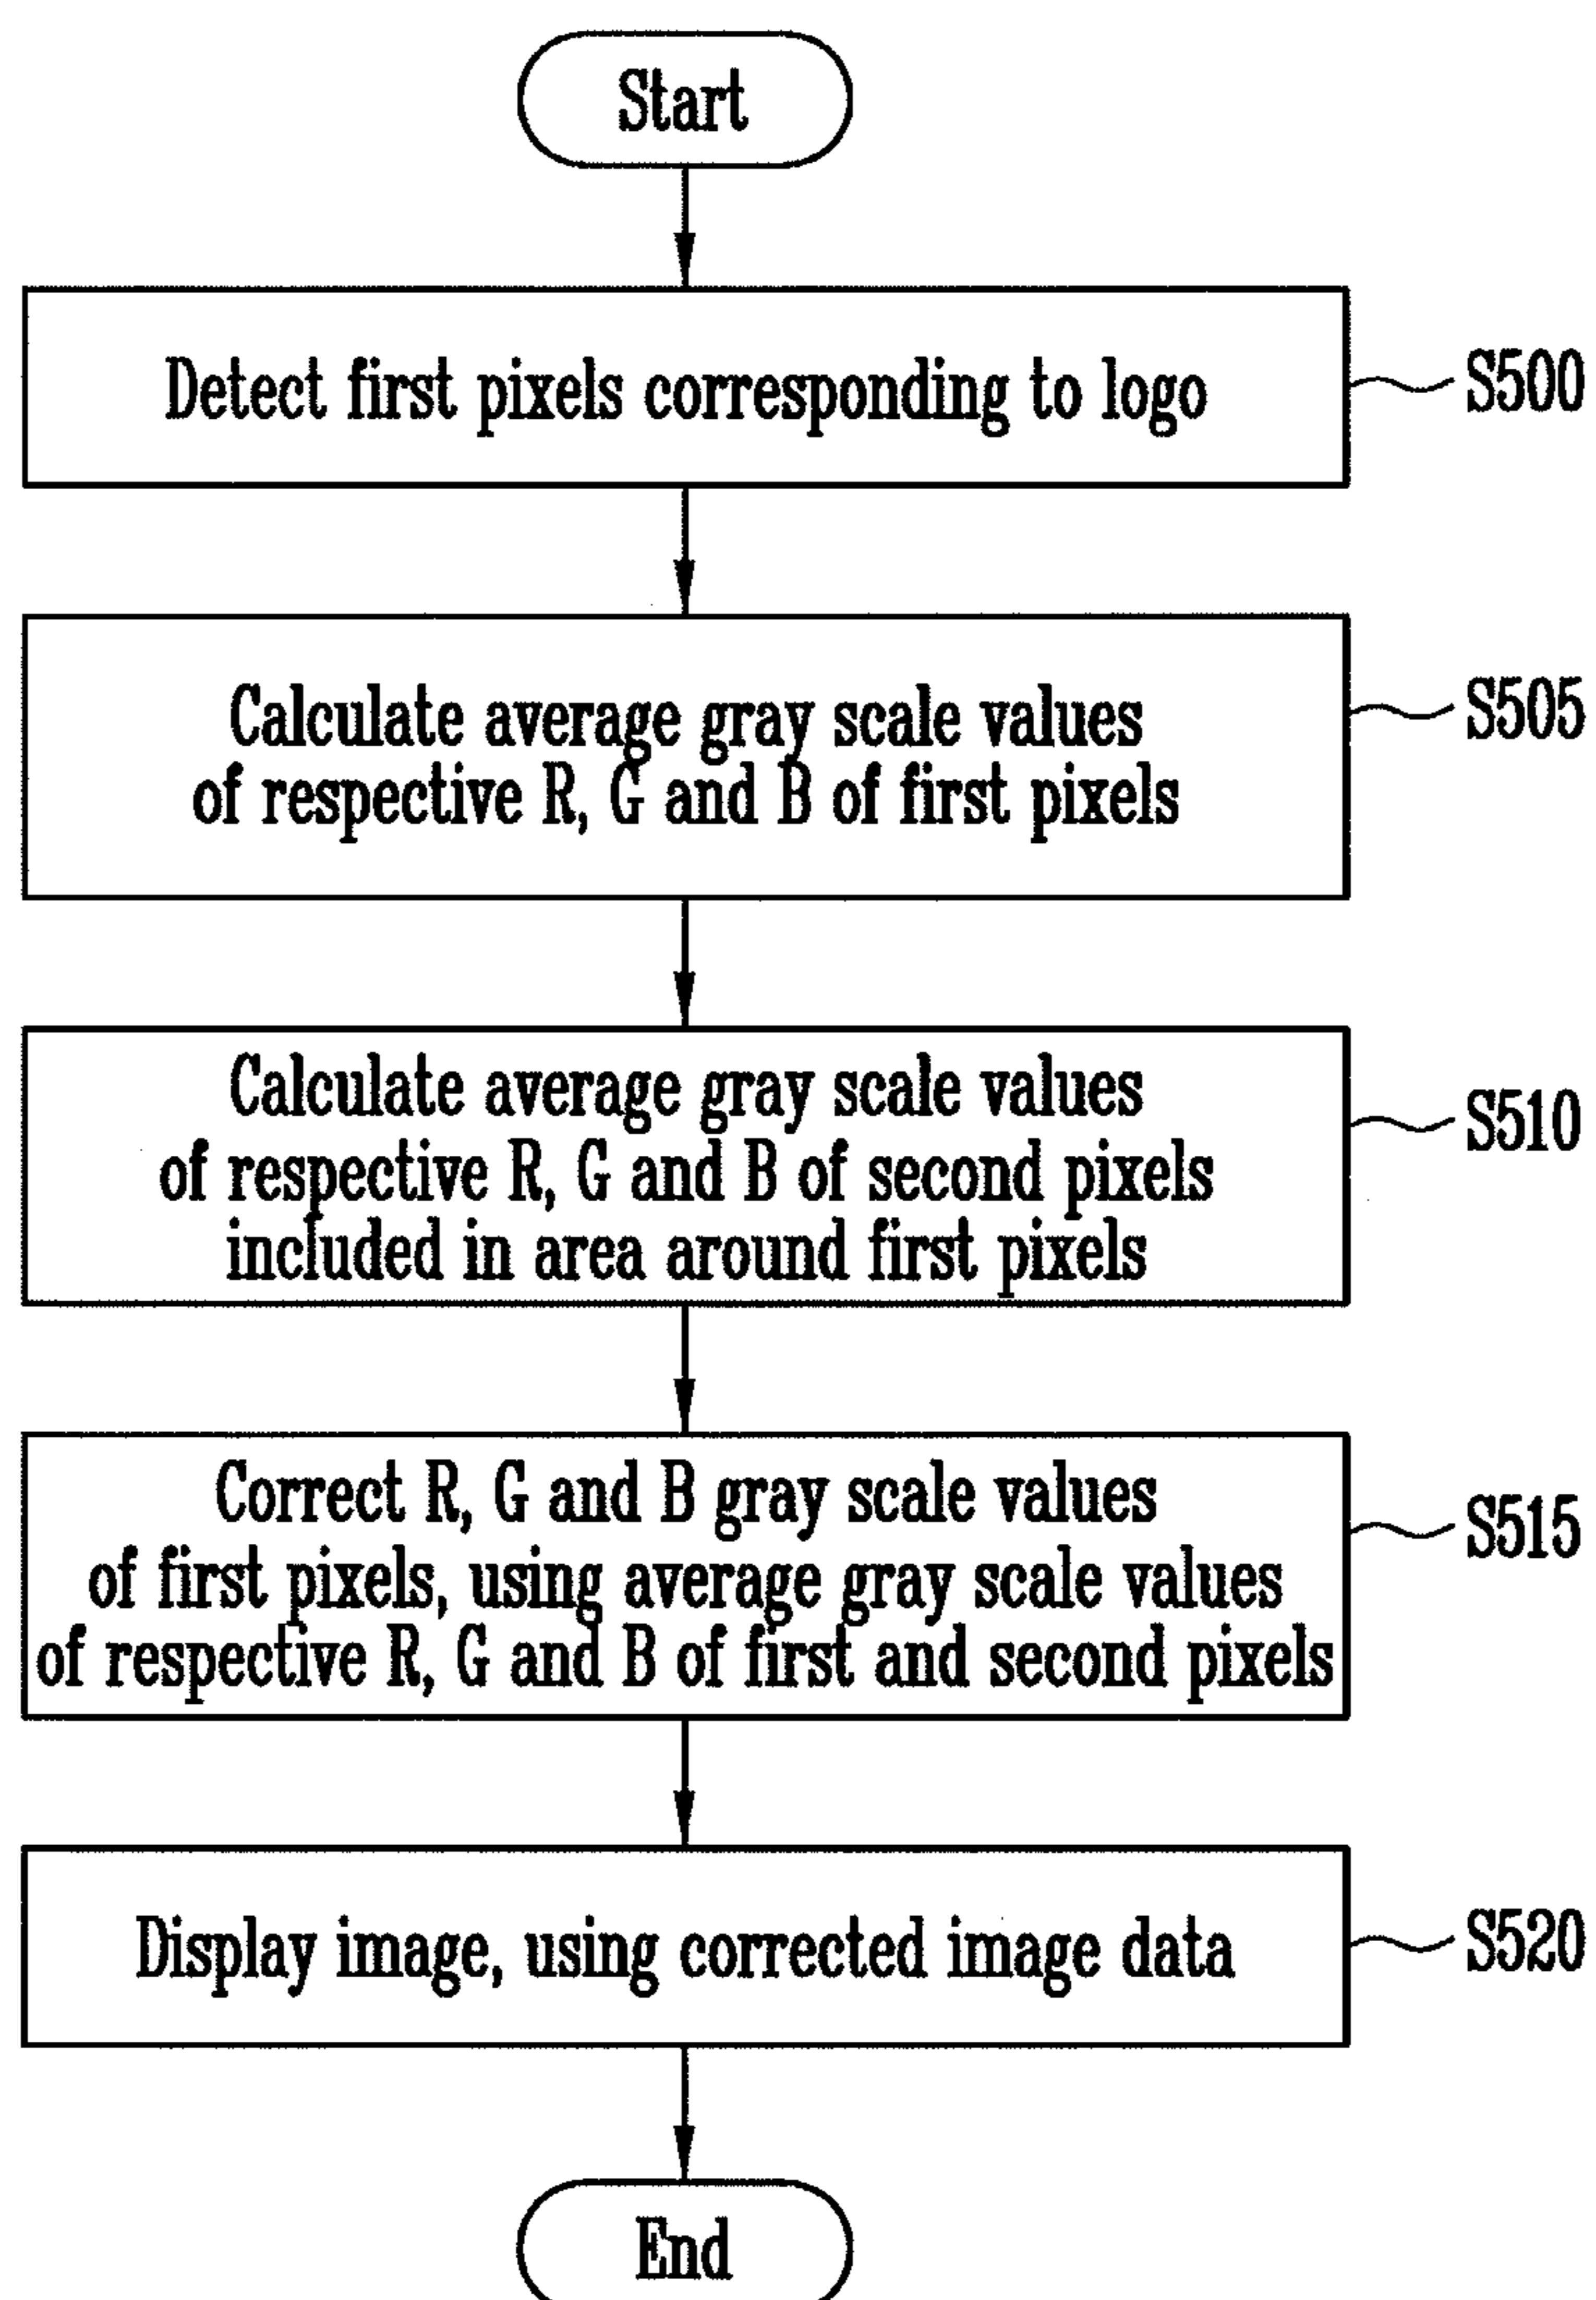 Start
Detect first pixels corresponding to logo
S500
Calculate average gray scale values
of respective R, G and B of first pixels
S505
Calculate average gray scale values
of respective R, G and B of second pixels
included in area around first pixels
S510
Correct R, G and B gray scale values
of first pixels, using average gray scale values
of respective R, G and B of first and second pixels
S515
Display image, using corrected image data
S520
End